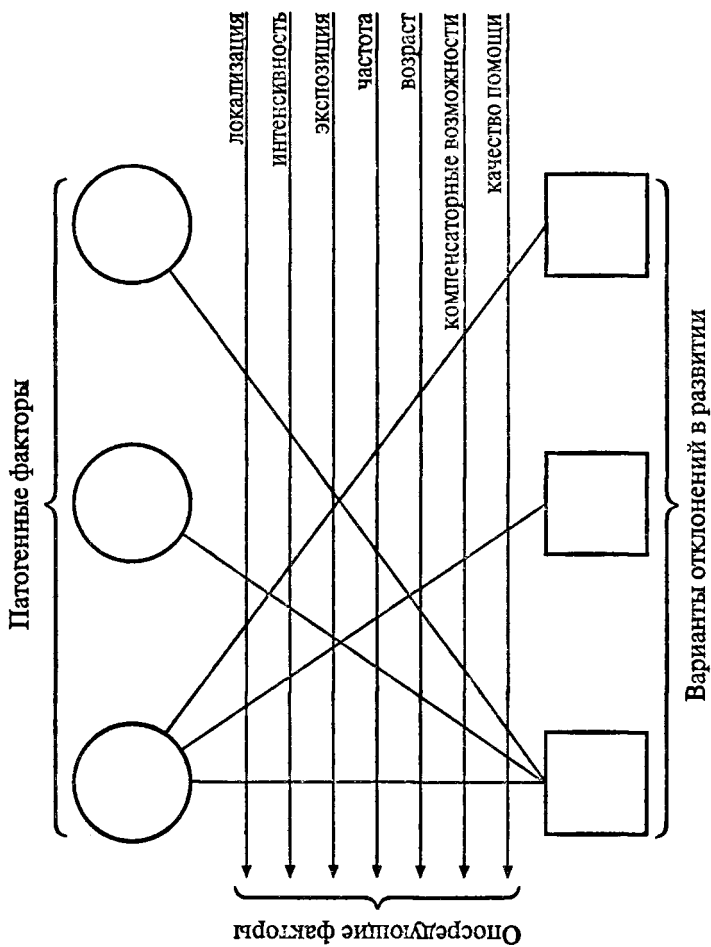 Патогенные факторы
локализация
интенсивность
экспозиция
частота
возраст
компенсаторные возможности
качество помощи
Опосредующие факторы
Варианты отклонений в развитии